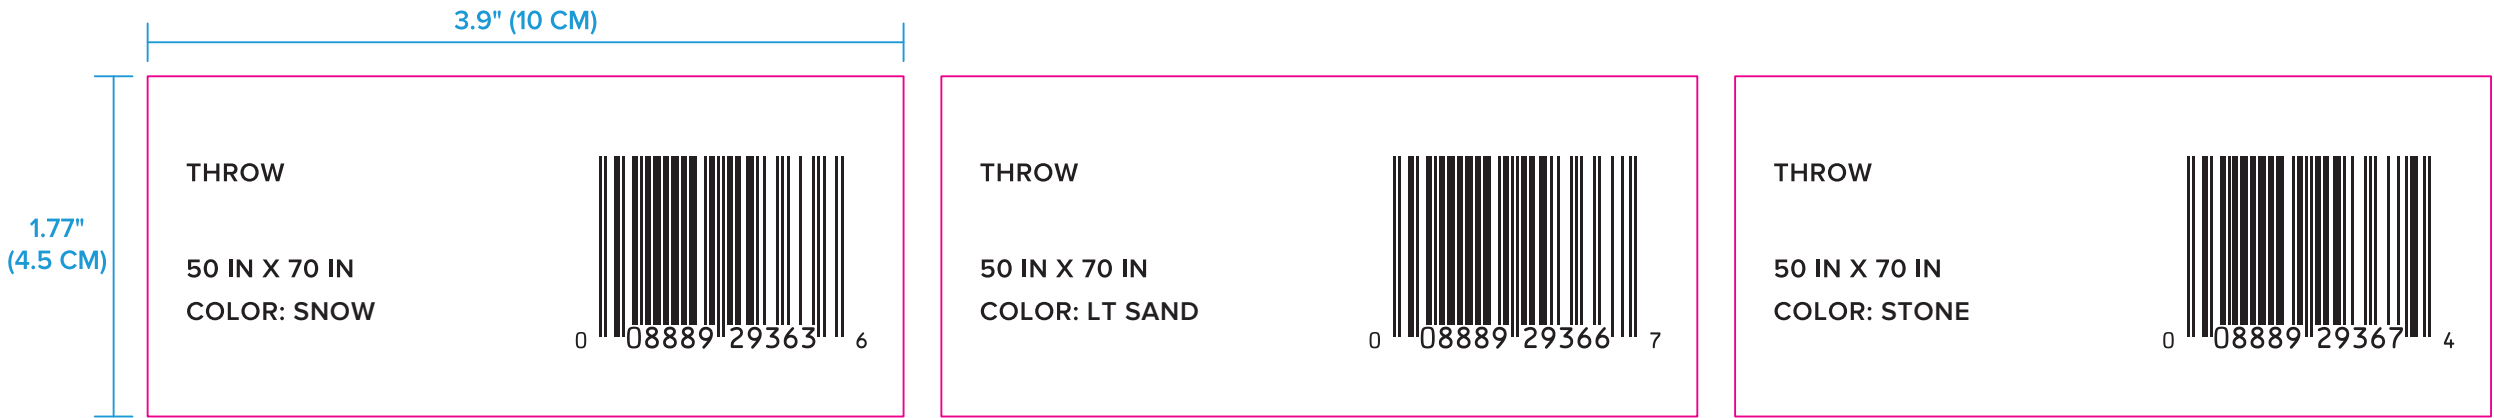 3.9" (10 CM)
1.77"
(4.5 CM)
THROW
50 IN X 70 IN
COLOR: SNOW
0 08889 29363 6
THROW
50 IN X 70 IN
COLOR: LT SAND
0 08889 29366 7
THROW
50 IN X 70 IN
COLOR: STONE
0 08889 29367 4